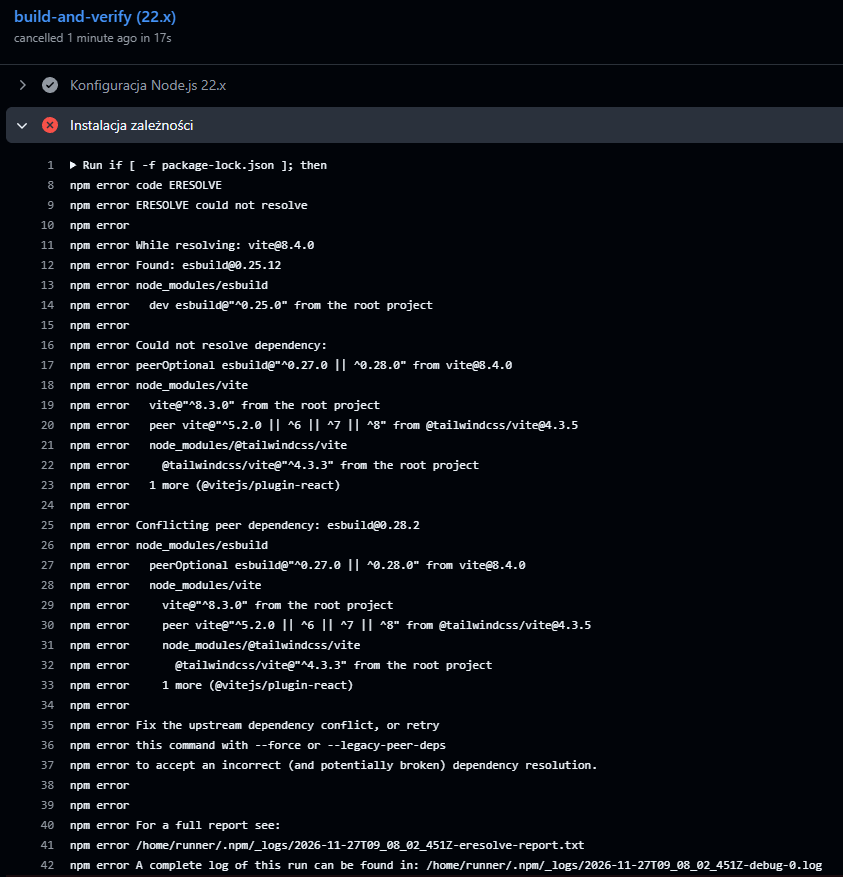 build-and-verify (22.x)
cancelled 1 minute ago in 17s
Konfiguracja Node.js 22.x
Instalacja zależności
1 Run if [ -f package-lock.json ]; then
8 npm error code ERESOLVE
9 npm error ERESOLVE could not resolve
10 npm error
11 npm error While resolving: vite@8.4.0
12 npm error Found: esbuild@0.25.12
13 npm error node_modules/esbuild
14 npm error   dev esbuild@"^0.25.0" from the root project
15 npm error
16 npm error Could not resolve dependency:
17 npm error peerOptional esbuild@"^0.27.0 || ^0.28.0" from vite@8.4.0
18 npm error node_modules/vite
19 npm error   vite@"^8.3.0" from the root project
20 npm error   peer vite@"^5.2.0 || ^6 || ^7 || ^8" from @tailwindcss/vite@4.3.5
21 npm error   node_modules/@tailwindcss/vite
22 npm error     @tailwindcss/vite@"^4.3.3" from the root project
23 npm error   1 more (@vitejs/plugin-react)
24 npm error
25 npm error Conflicting peer dependency: esbuild@0.28.2
26 npm error node_modules/esbuild
27 npm error   peerOptional esbuild@"^0.27.0 || ^0.28.0" from vite@8.4.0
28 npm error   node_modules/vite
29 npm error     vite@"^8.3.0" from the root project
30 npm error     peer vite@"^5.2.0 || ^6 || ^7 || ^8" from @tailwindcss/vite@4.3.5
31 npm error     node_modules/@tailwindcss/vite
32 npm error       @tailwindcss/vite@"^4.3.3" from the root project
33 npm error     1 more (@vitejs/plugin-react)
34 npm error
35 npm error Fix the upstream dependency conflict, or retry
36 npm error this command with --force or --legacy-peer-deps
37 npm error to accept an incorrect (and potentially broken) dependency resolution.
38 npm error
39 npm error
40 npm error For a full report see:
41 npm error /home/runner/.npm/_logs/2026-11-27T09_08_02_451Z-eresolve-report.txt
42 npm error A complete log of this run can be found in: /home/runner/.npm/_logs/2026-11-27T09_08_02_451Z-debug-0.log